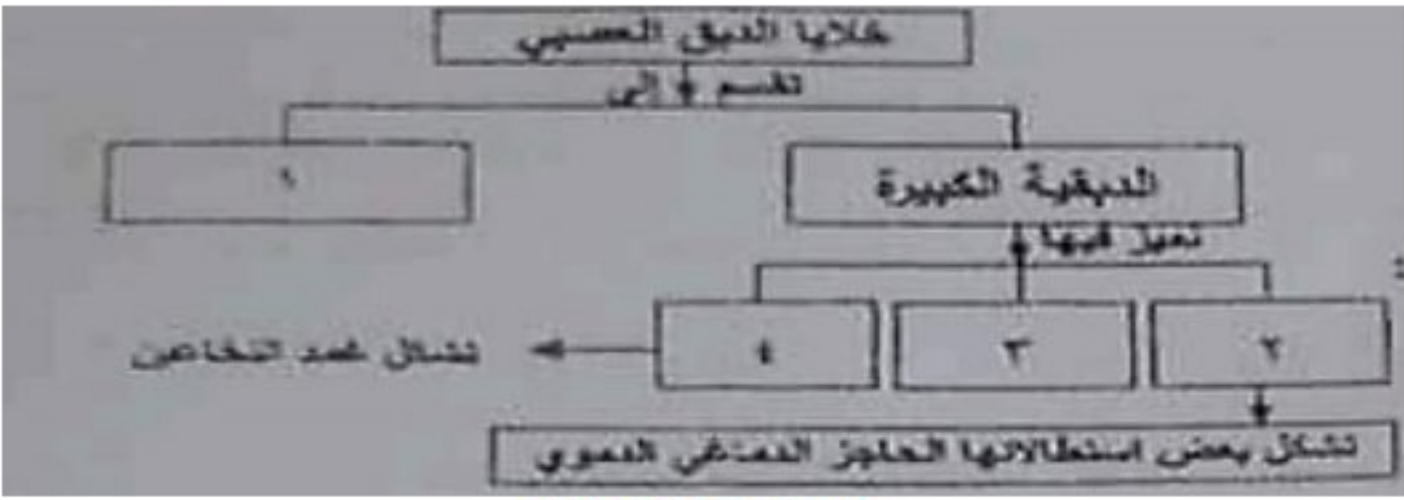 خلايا الدبق العصبي
تقسم إلى
الدبقية الكبيرة
١
نميز فيها
:
٢
٣
٤
تشكل غمد النخاعين
تشكل بعض استطالاتها الحاجز الدماغي الدموي